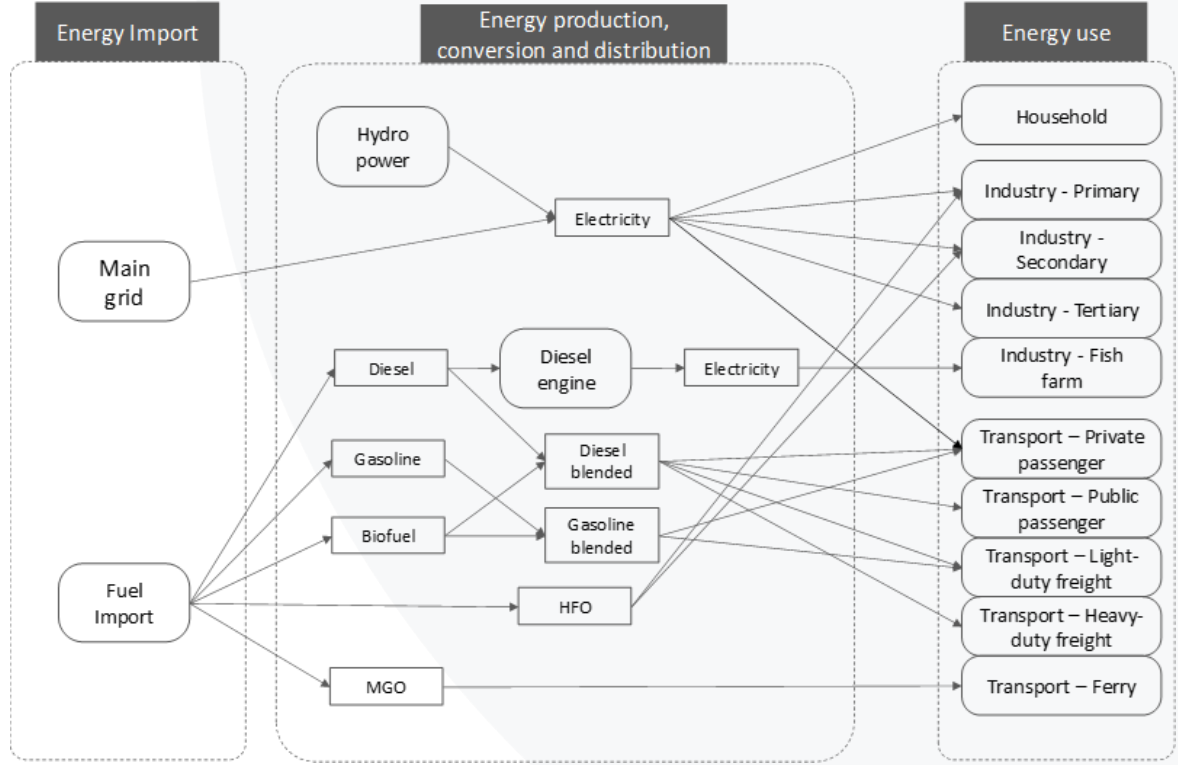 Energy Import
Energy production,
conversion and distribution
Energy use
Main
grid
Fuel
Import
Hydro
power
Electricity
Diesel
Diesel
engine
Electricity
Gasoline
Diesel
blended
Biofuel
Gasoline
blended
HFO
MGO
Household
Industry - Primary
Industry -
Secondary
Industry - Tertiary
Industry - Fish
farm
Transport – Private
passenger
Transport – Public
passenger
Transport – Light-
duty freight
Transport – Heavy-
duty freight
Transport – Ferry